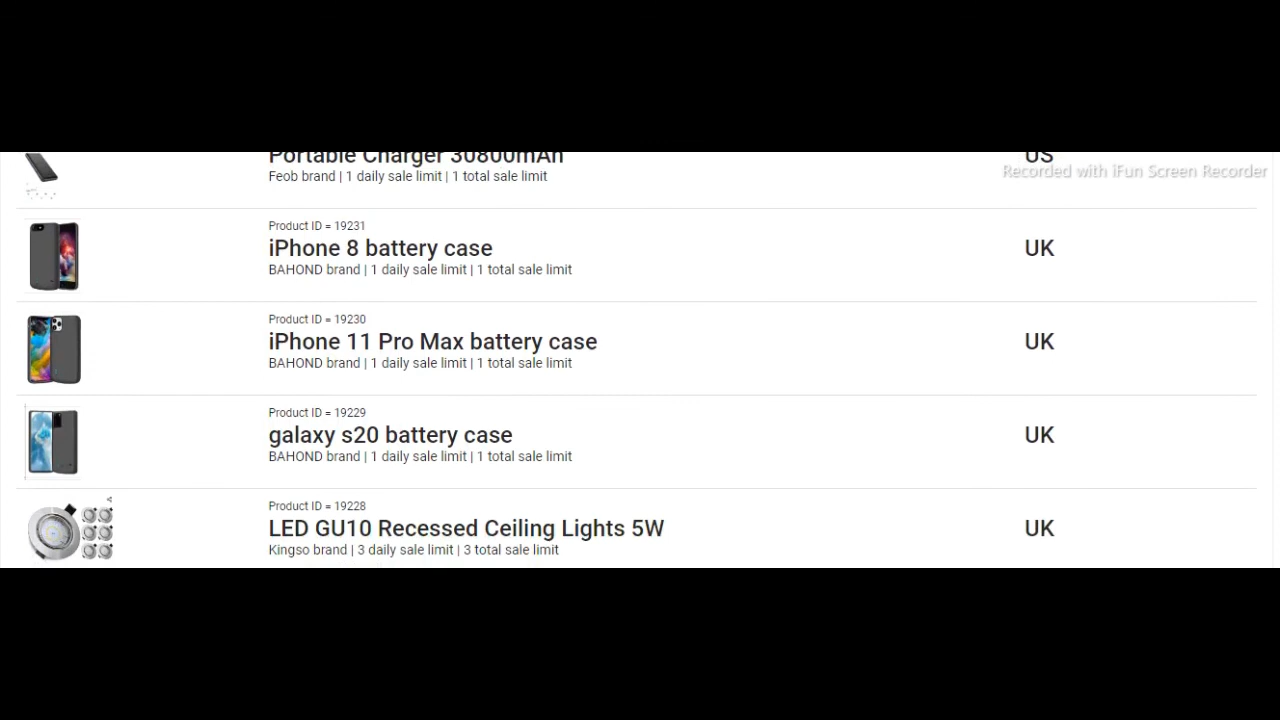 Portable Charger 30800mAh
US
Feob brand | 1 daily sale limit | 1 total sale limit
Recorded with iFun Screen Recorder
Product ID = 19231
iPhone 8 battery case
UK
BAHOND brand | 1 daily sale limit | 1 total sale limit
Product ID = 19230
iPhone 11 Pro Max battery case
UK
BAHOND brand | 1 daily sale limit | 1 total sale limit
Product ID = 19229
galaxy s20 battery case
UK
BAHOND brand | 1 daily sale limit | 1 total sale limit
Product ID = 19228
LED GU10 Recessed Ceiling Lights 5W
UK
Kingso brand | 3 daily sale limit | 3 total sale limit